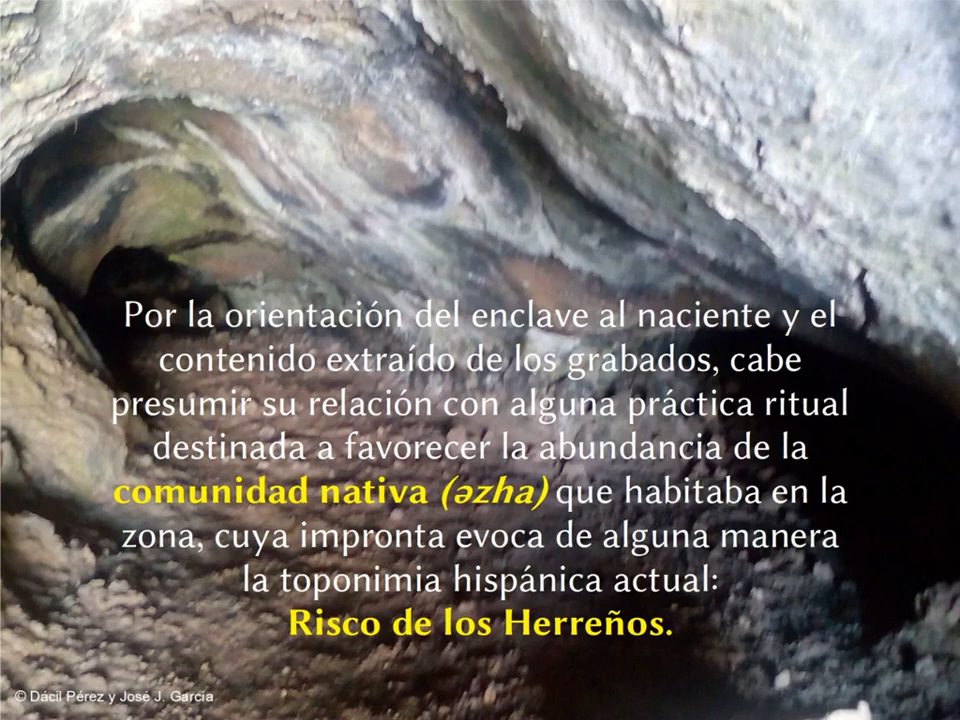 Por la orientación del enclave al naciente y el
contenido extraído de los grabados, cabe
presumir su relación con alguna práctica ritual
destinada a favorecer la abundancia de la
comunidad nativa (əzha) que habitaba en la
zona, cuya impronta evoca de alguna manera
la toponimia hispánica actual:
Risco de los Herreños.
© Dácil Pérez y José J. García